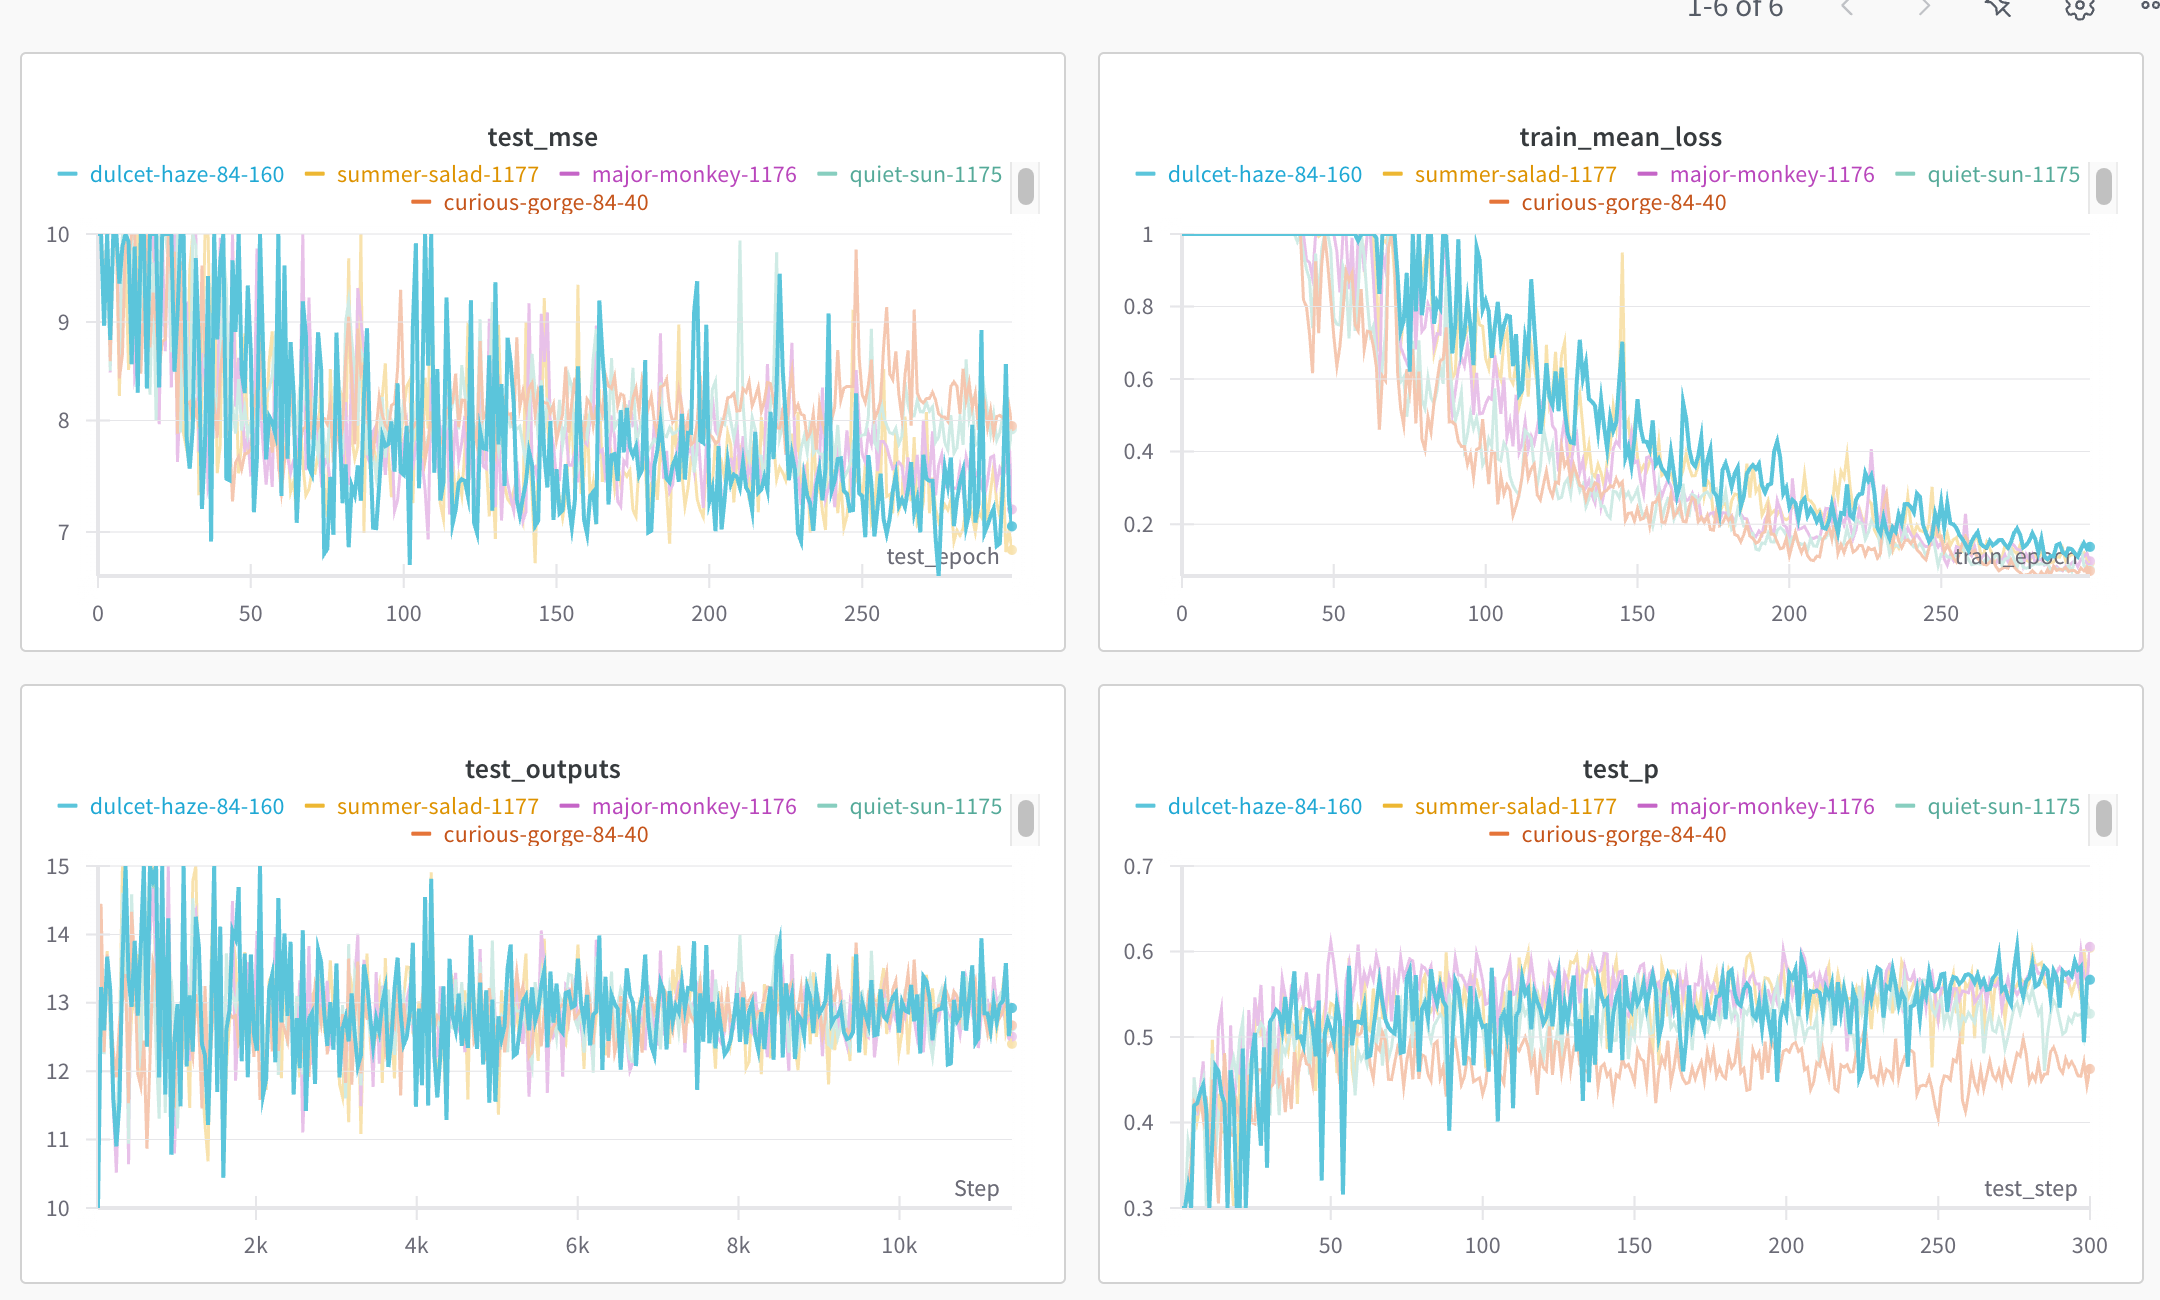 1-6 of 6
test_mse
dulcet-haze-84-160 summer-salad-1177 major-monkey-1176 quiet-sun-1175
curious-gorge-84-40
10
9
8
7
test_epoch
0 50 100 150 200 250
train_mean_loss
dulcet-haze-84-160 summer-salad-1177 major-monkey-1176 quiet-sun-1175
curious-gorge-84-40
1
0.8
0.6
0.4
0.2
train_epoch
0 50 100 150 200 250
test_outputs
dulcet-haze-84-160 summer-salad-1177 major-monkey-1176 quiet-sun-1175
curious-gorge-84-40
15
14
13
12
11
10
Step
2k 4k 6k 8k 10k
test_p
dulcet-haze-84-160 summer-salad-1177 major-monkey-1176 quiet-sun-1175
curious-gorge-84-40
0.7
0.6
0.5
0.4
0.3
test_step
50 100 150 200 250 300